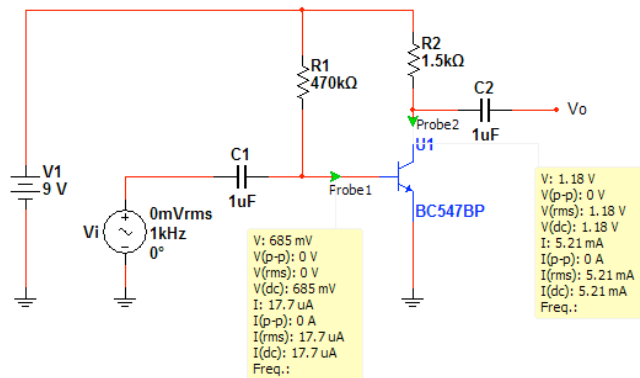 R1
470kΩ
R2
1.5kΩ
C2
1uF
Vo
Probe2
U1
BC547BP
C1
1uF
Probe1
V1
9 V
Vi
0mVrms
1kHz
0°
V: 685 mV
V(p-p): 0 V
V(rms): 0 V
V(dc): 685 mV
I: 17.7 uA
I(p-p): 0 A
I(rms): 17.7 uA
I(dc): 17.7 uA
Freq.:
V: 1.18 V
V(p-p): 0 V
V(rms): 1.18 V
V(dc): 1.18 V
I: 5.21 mA
I(p-p): 0 A
I(rms): 5.21 mA
I(dc): 5.21 mA
Freq.: